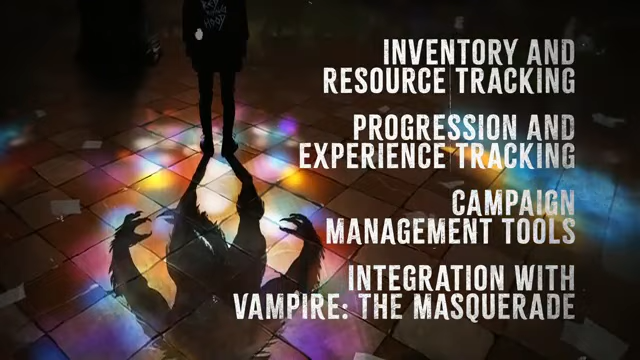 INVENTORY AND
RESOURCE TRACKING
PROGRESSION AND
EXPERIENCE TRACKING
CAMPAIGN
MANAGEMENT TOOLS
INTEGRATION WITH
VAMPIRE: THE MASQUERADE